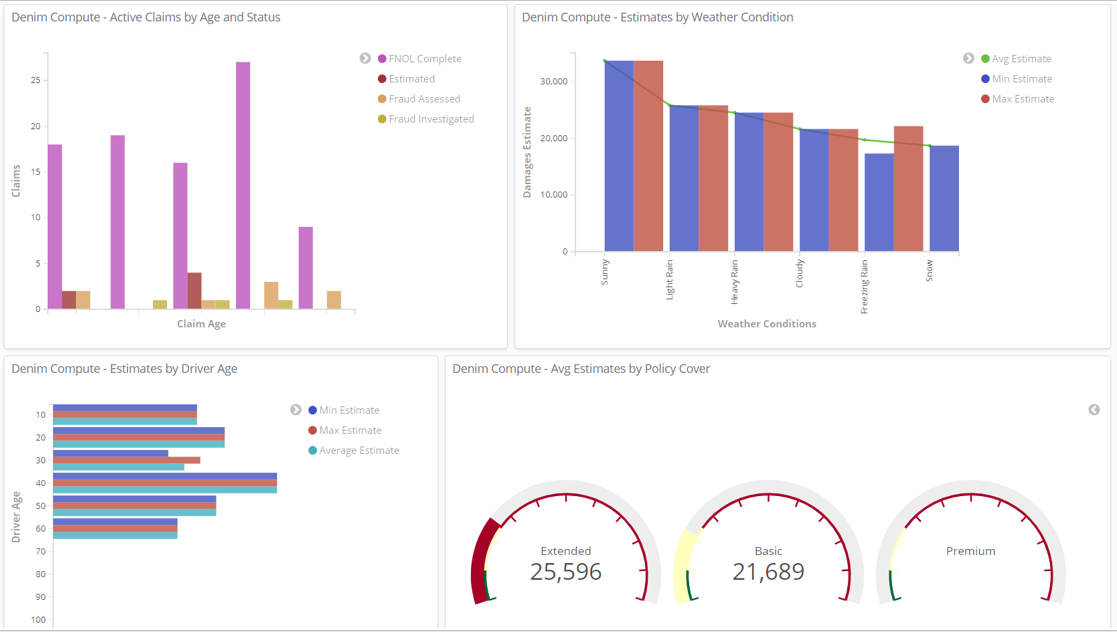 Denim Compute - Active Claims by Age and Status
25
20
15
10
5
0
Claims
Claim Age
FNOL Complete
Estimated
Fraud Assessed
Fraud Investigated
Denim Compute - Estimates by Weather Condition
30.000
20.000
10.000
0
Damages Estimate
Sunny
Light Rain
Heavy Rain
Cloudy
Freezing Rain
Snow
Weather Conditions
Avg Estimate
Min Estimate
Max Estimate
Denim Compute - Estimates by Driver Age
10
20
30
40
50
60
70
80
90
100
Driver Age
Min Estimate
Max Estimate
Average Estimate
Denim Compute - Avg Estimates by Policy Cover
Extended
25,596
Basic
21,689
Premium